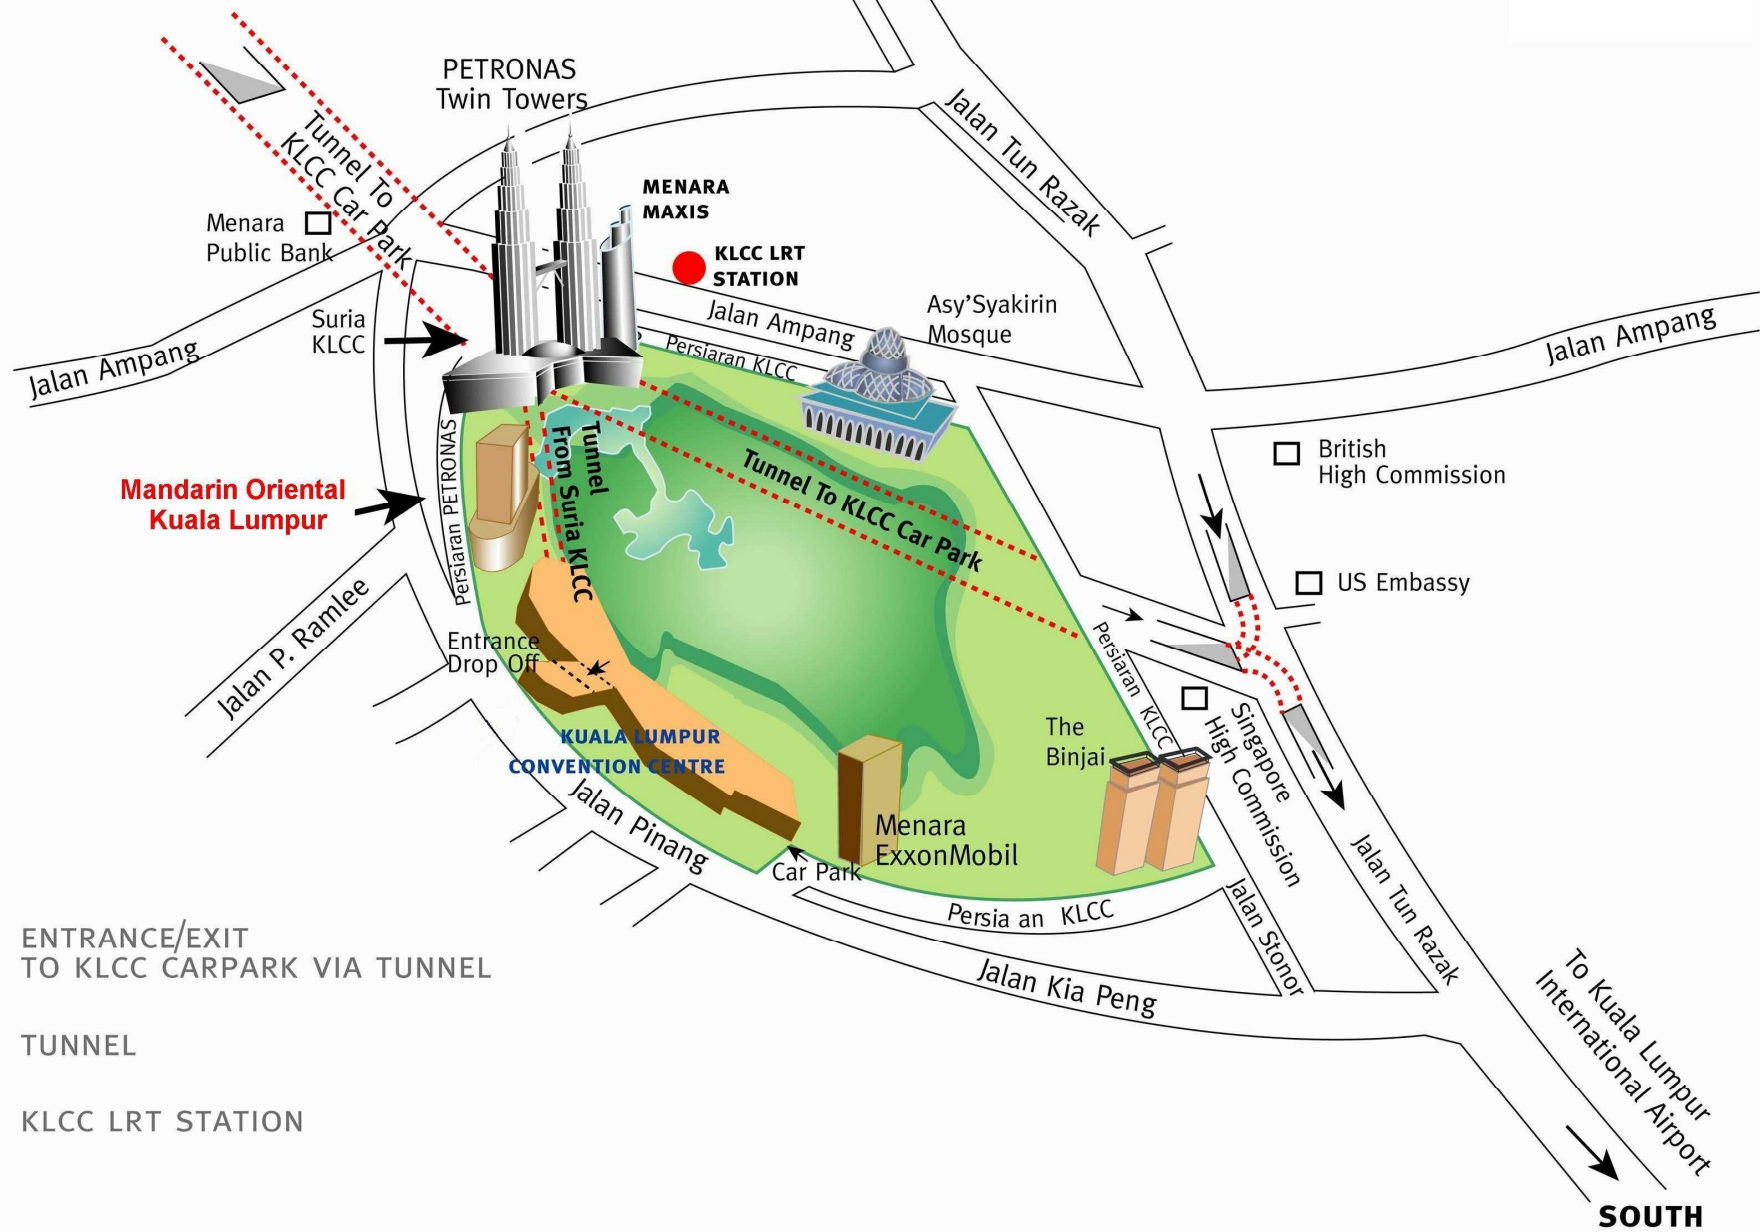 PETRONAS
Twin Towers
Tunnel To
KLCC Car Park
Jalan Tun Razak
MENARA
MAXIS
Menara
Public Bank
KLCC LRT
STATION
Suria
KLCC
Jalan Ampang
Asy'Syakirin
Mosque
Jalan Ampang
Jalan Ampang
Persiaran KLCC
Tunnel
From Suria KLCC
Tunnel To KLCC Car Park
British
High Commission
Mandarin Oriental
Kuala Lumpur
Persiaran PETRONAS
US Embassy
Jalan P. Ramlee
Entrance
Drop Off
Persiaran KLCC
Singapore
High Commission
The
Binjai
KUALA LUMPUR
CONVENTION CENTRE
Jalan Pinang
Menara
ExxonMobil
Car Park
Persia an KLCC
Jalan Stonor
Jalan Tun Razak
Jalan Kia Peng
ENTRANCE/EXIT
TO KLCC CARPARK VIA TUNNEL
TUNNEL
KLCC LRT STATION
To Kuala Lumpur
International Airport
SOUTH